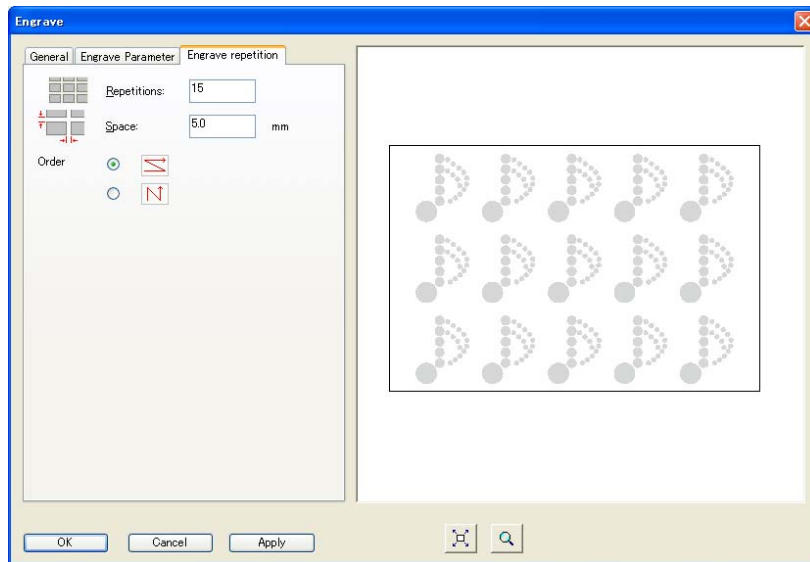 Engrave
General Engrave Parameter Engrave repetition
Repetitions: 15
Space: 5.0 mm
Order
OK Cancel Apply